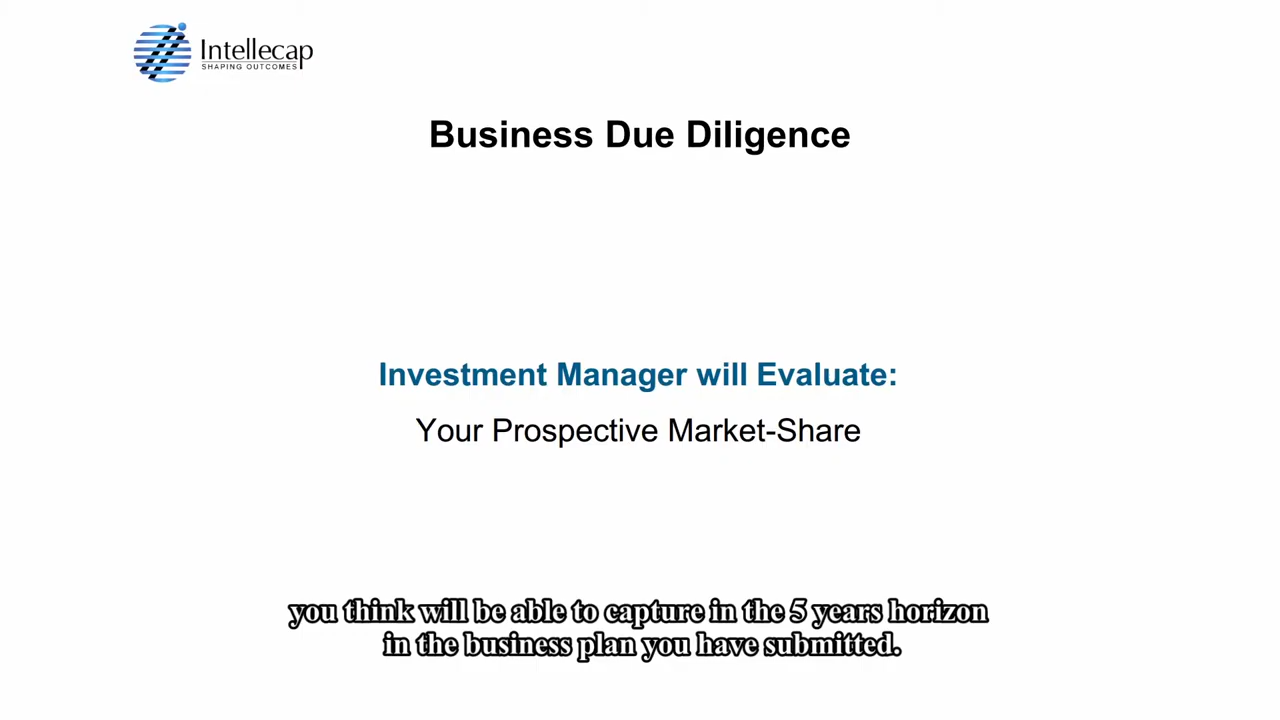 Intellecap
SHAPING OUTCOMES
Business Due Diligence
Investment Manager will Evaluate:
Your Prospective Market-Share
you think will be able to capture in the 5 years horizon
in the business plan you have submitted.